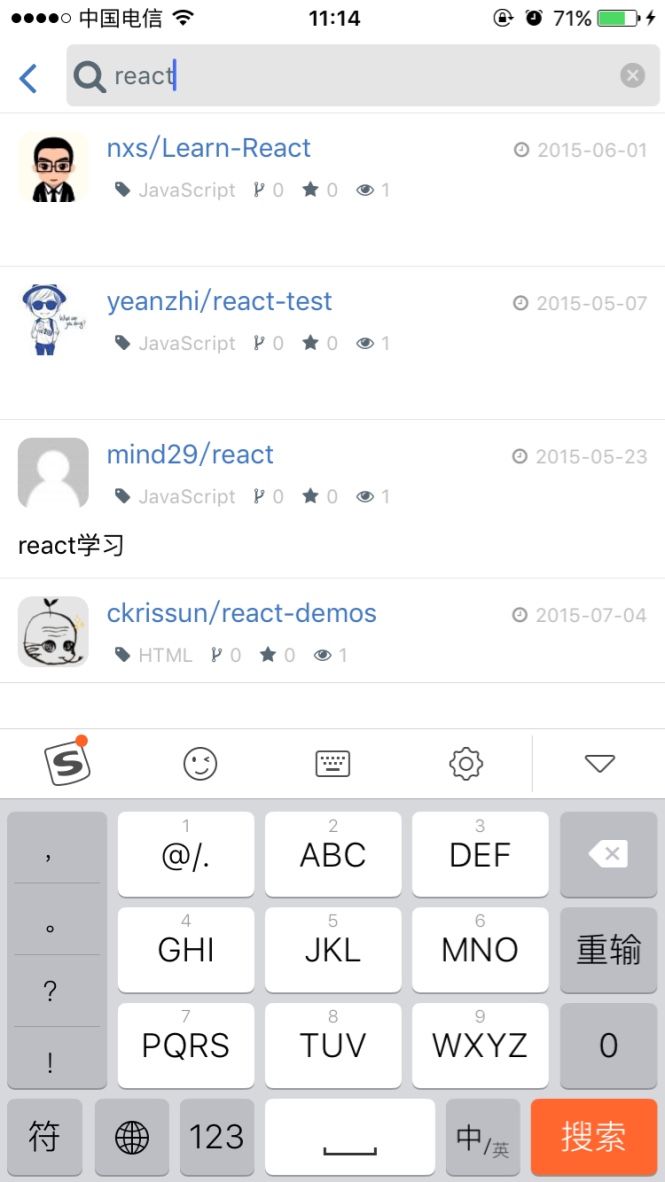 中国电信 11:14 71%
react
nxs/Learn-React 2015-06-01
JavaScript 0 0 1
yeanzhi/react-test 2015-05-07
JavaScript 0 0 1
mind29/react 2015-05-23
JavaScript 0 0 1
react学习
ckrissun/react-demos 2015-07-04
HTML 0 0 1
S
, 1 @/. 2 ABC 3 DEF
。 4 GHI 5 JKL 6 MNO 重输
? 7 PQRS 8 TUV 9 WXYZ 0
!
符 123 中/英 搜索